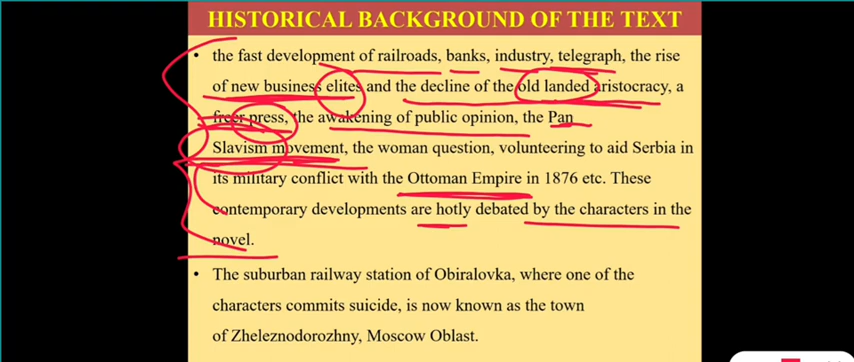 HISTORICAL BACKGROUND OF THE TEXT
• the fast development of railroads, banks, industry, telegraph, the rise
of new business elites and the decline of the old landed aristocracy, a
freer press, the awakening of public opinion, the Pan
Slavism movement, the woman question, volunteering to aid Serbia in
its military conflict with the Ottoman Empire in 1876 etc. These
contemporary developments are hotly debated by the characters in the
novel.
• The suburban railway station of Obiralovka, where one of the
characters commits suicide, is now known as the town
of Zheleznodorozhny, Moscow Oblast.